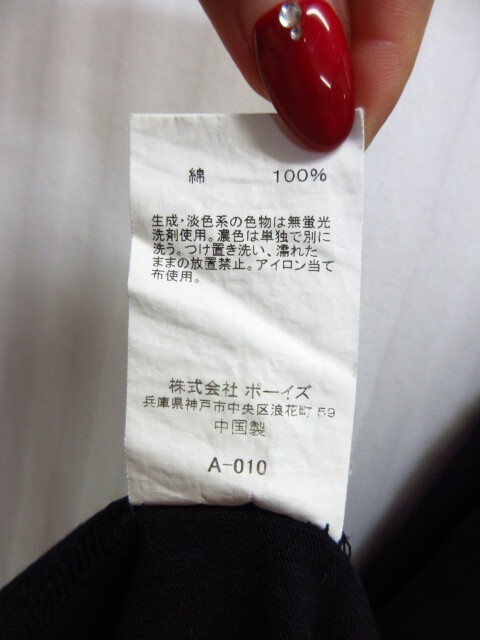 綿 100%
生成・淡色系の色物は無蛍光
洗剤使用。濃色は単独で別に
洗う。つけ置き洗い、濡れた
ままの放置禁止。アイロン当て
布使用。
株式会社 ボーイズ
兵庫県神戸市中央区浪花町 59
中国製
A-010